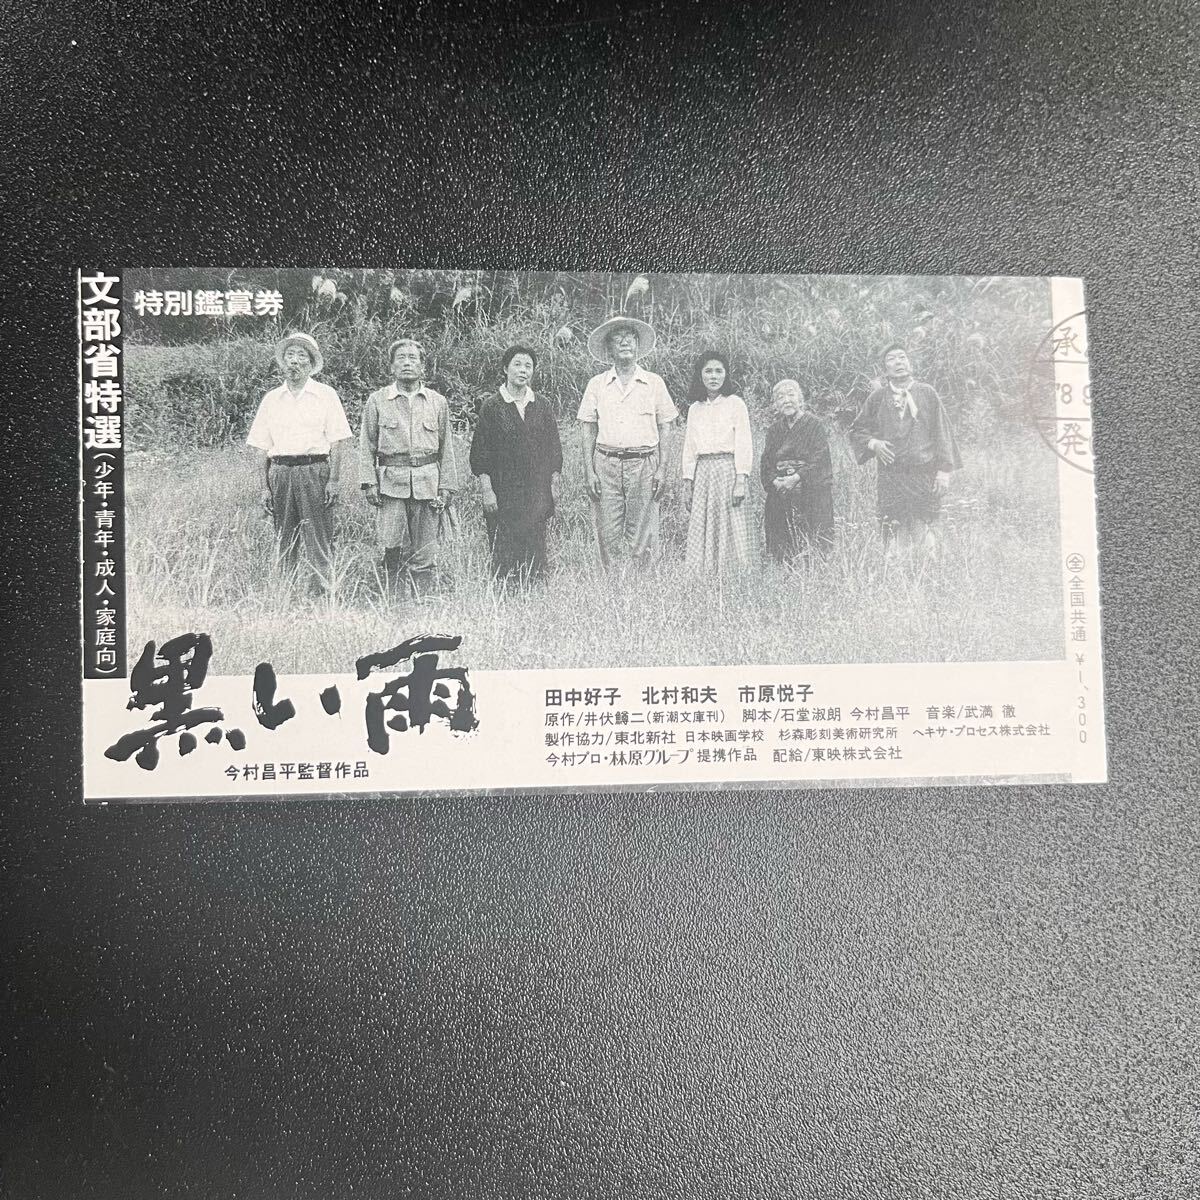 文部省特選(少年・青年・成人・家庭向)
特別鑑賞券
黒い雨
今村昌平監督作品
田中好子 北村和夫 市原悦子
原作/井伏鱒二(新潮文庫刊) 脚本/石堂淑朗 今村昌平 音楽/武満 徹
製作協力/東北新社 日本映画学校 杉森彫刻美術研究所 ヘキサ・プロセス株式会社
今村プロ・林原グループ提携作品 配給/東映株式会社
承
発
㊎全国共通 ¥1,300